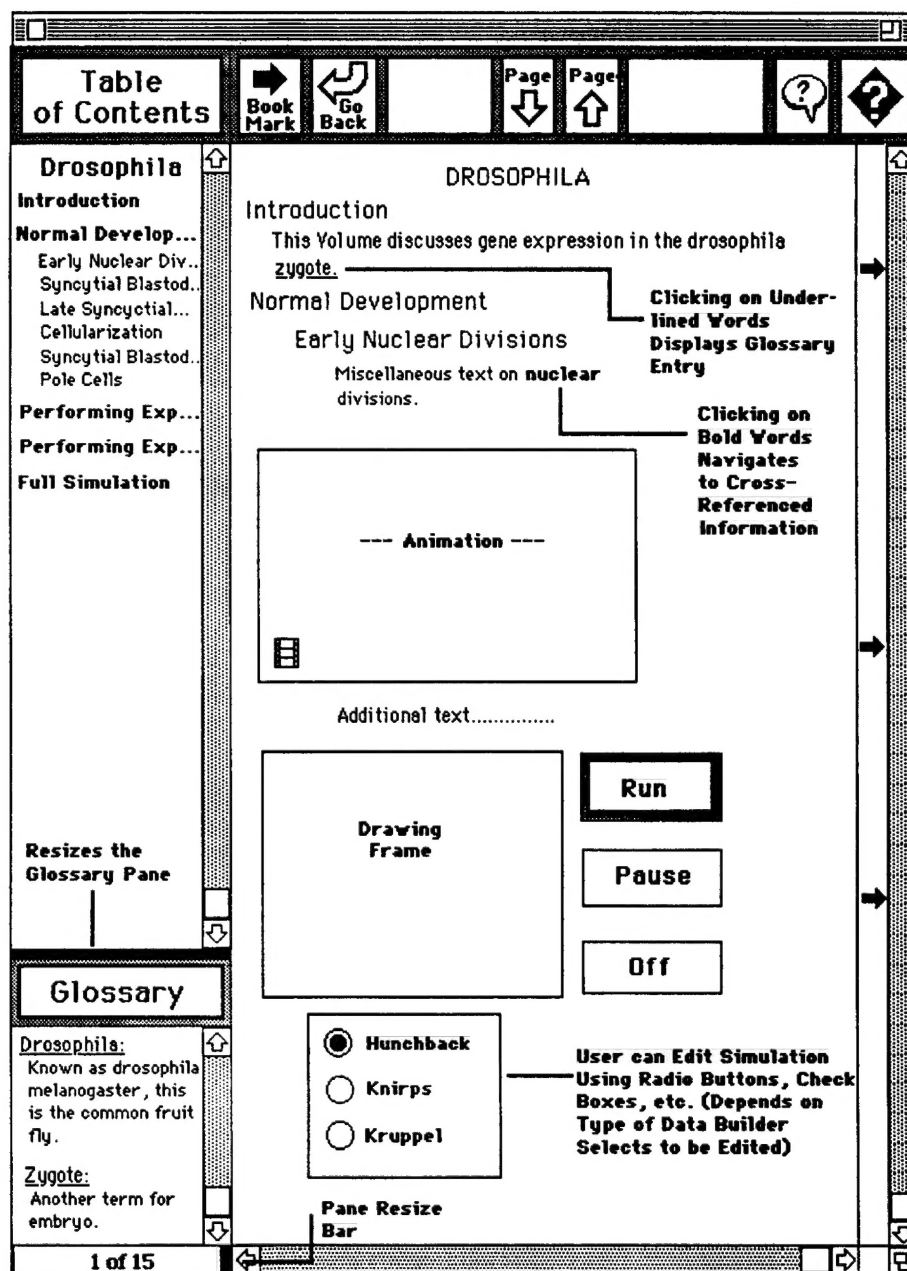 Table
of Contents
Book
Mark
Go
Back
Page
Page
?
?
Drosophila
Introduction
Normal Develop...
Early Nuclear Div..
Syncytial Blastod..
Late Syncyctial...
Cellularization
Syncytial Blastod..
Pole Cells
Performing Exp...
Performing Exp...
Full Simulation
Resizes the
Glossary Pane
Glossary
Drosophila:
Known as drosophila
melanogaster, this
is the common fruit
fly.
Zygote:
Another term for
embryo.
1 of 15
DROSOPHILA
Introduction
This Volume discusses gene expression in the drosophila
zygote.
Clicking on Under-
lined Words
Displays Glossary
Entry
Normal Development
Early Nuclear Divisions
Miscellaneous text on nuclear
divisions.
Clicking on
Bold Words
Navigates
to Cross-
Referenced
Information
--- Animation ---
Additional text...............
Drawing
Frame
Run
Pause
Off
Hunchback
Knirps
Kruppel
User can Edit Simulation
Using Radio Buttons, Check
Boxes, etc. (Depends on
Type of Data Builder
Selects to be Edited)
Pane Resize
Bar